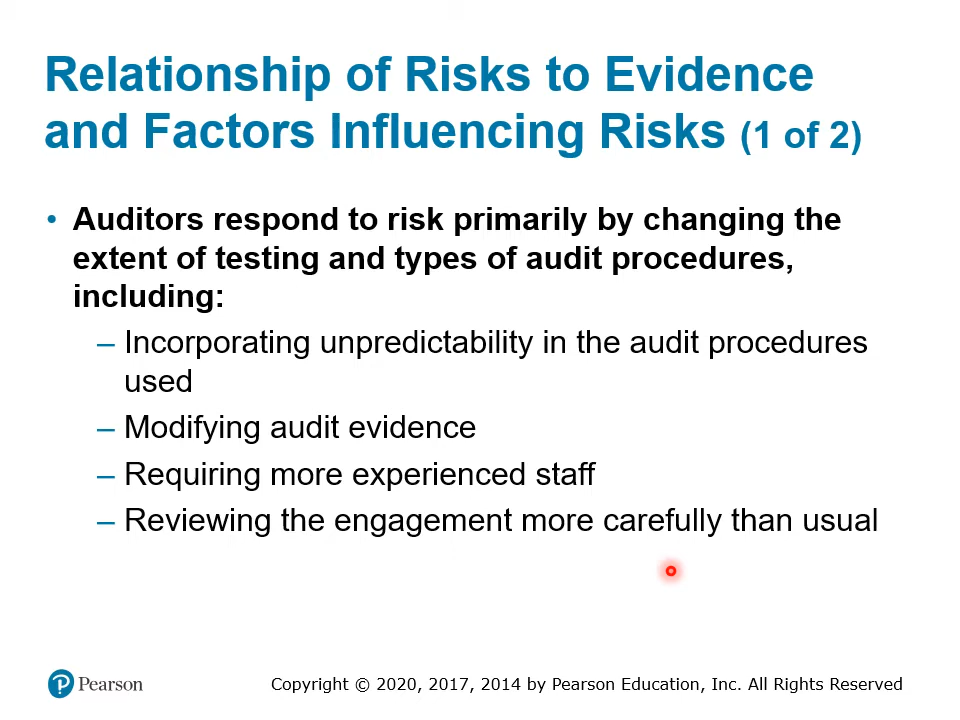 Relationship of Risks to Evidence
and Factors Influencing Risks (1 of 2)
• Auditors respond to risk primarily by changing the
extent of testing and types of audit procedures,
including:
– Incorporating unpredictability in the audit procedures
used
– Modifying audit evidence
– Requiring more experienced staff
– Reviewing the engagement more carefully than usual
P Pearson
Copyright © 2020, 2017, 2014 by Pearson Education, Inc. All Rights Reserved